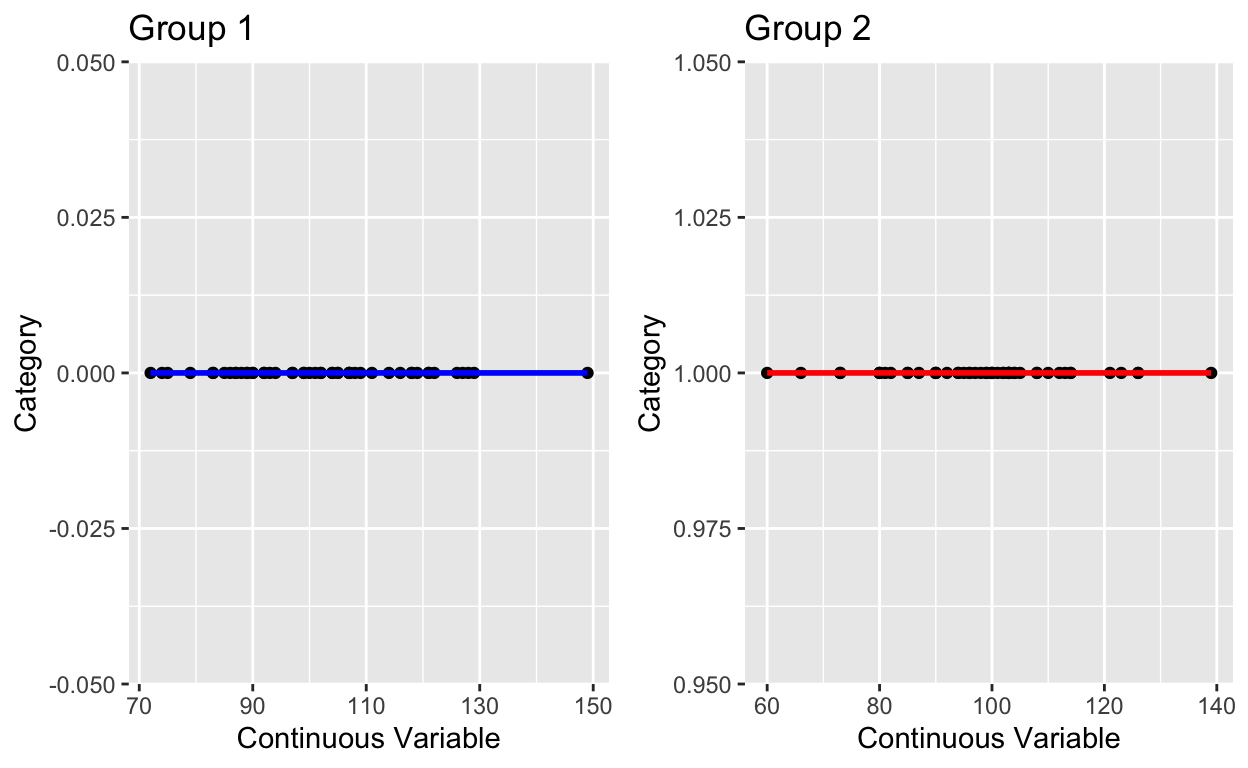 Group 1
0.050
0.025
0.000
-0.025
-0.050
Category
70 90 110 130 150
Continuous Variable
Group 2
1.050
1.025
1.000
0.975
0.950
Category
60 80 100 120 140
Continuous Variable